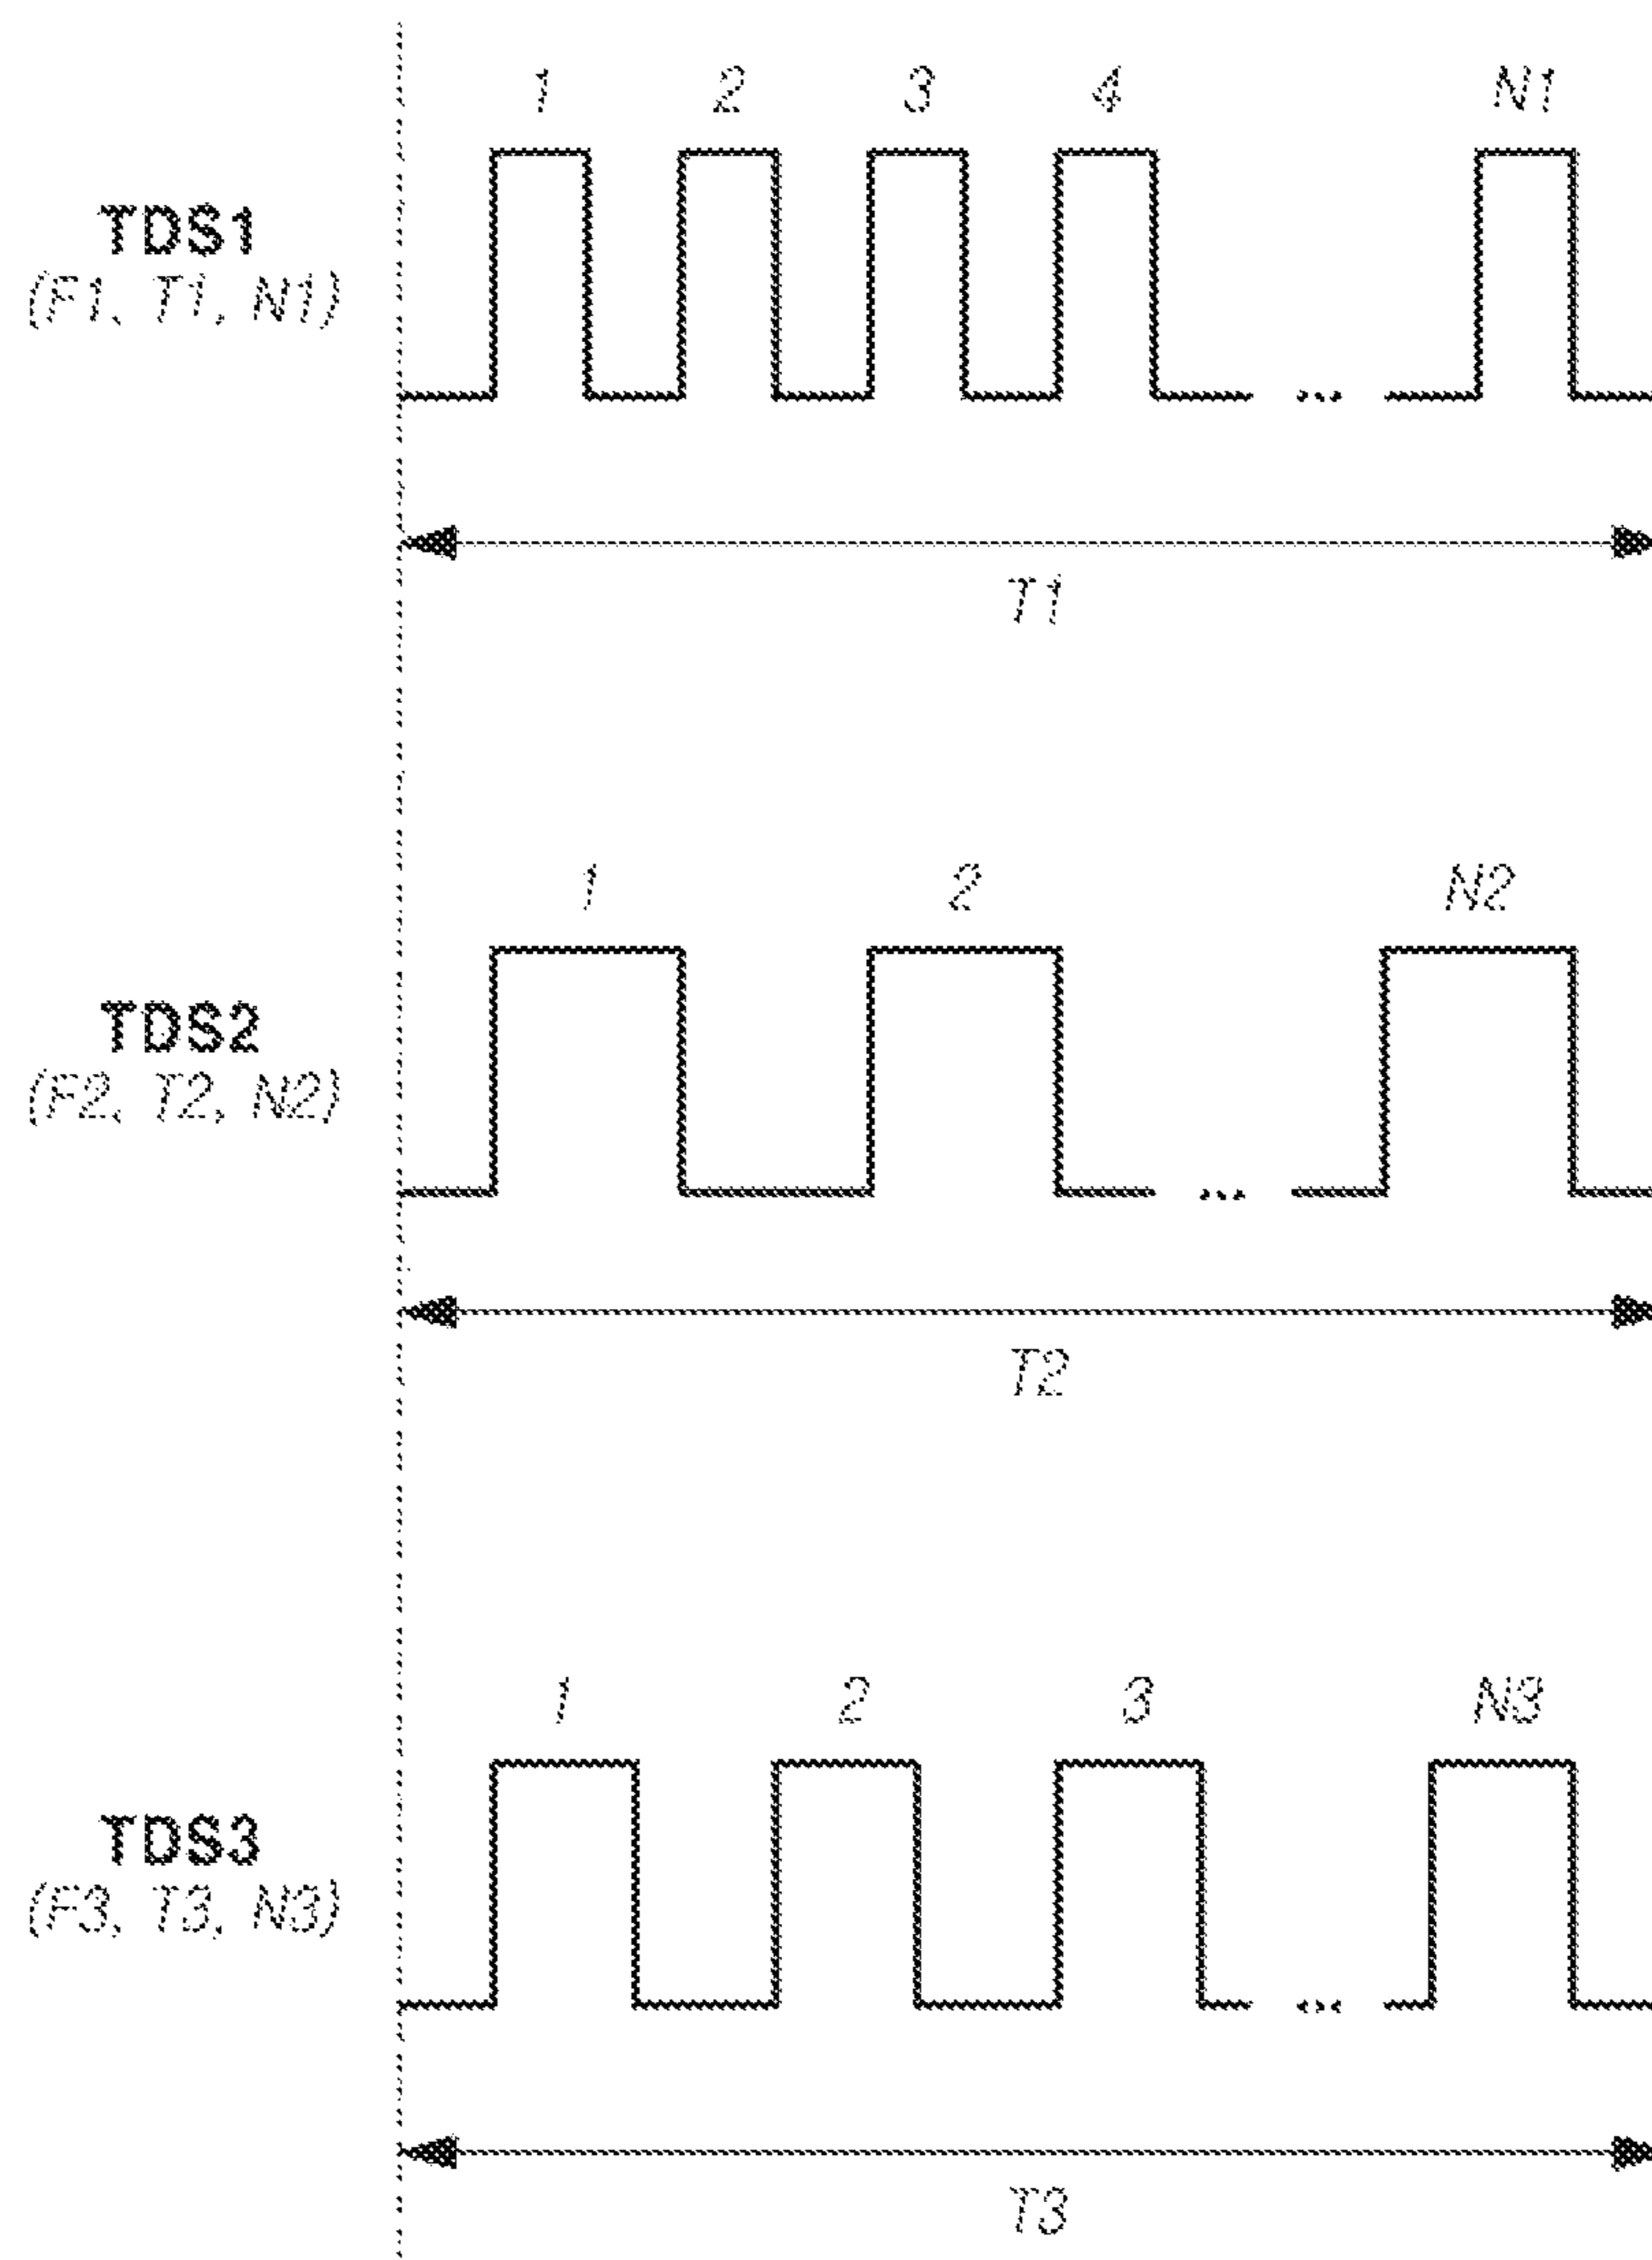 1 2 3 4 N1
TDS1
(F1, T1, N1)
...
T1
1 2 N2
TDS2
(F2, T2, N2)
...
T2
1 2 3 N3
TDS3
(F3, T3, N3)
...
T3